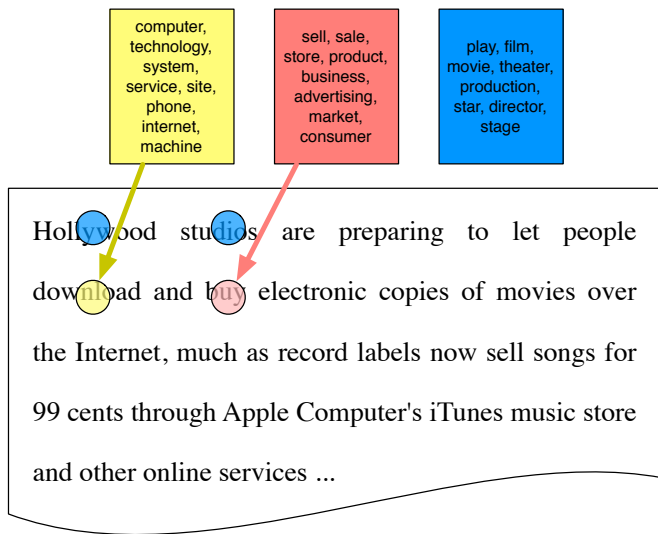 computer,
technology,
system,
service, site,
phone,
internet,
machine
sell, sale,
store, product,
business,
advertising,
market,
consumer
play, film,
movie, theater,
production,
star, director,
stage
Hollywood studios are preparing to let people
download and buy electronic copies of movies over
the Internet, much as record labels now sell songs for
99 cents through Apple Computer's iTunes music store
and other online services ...